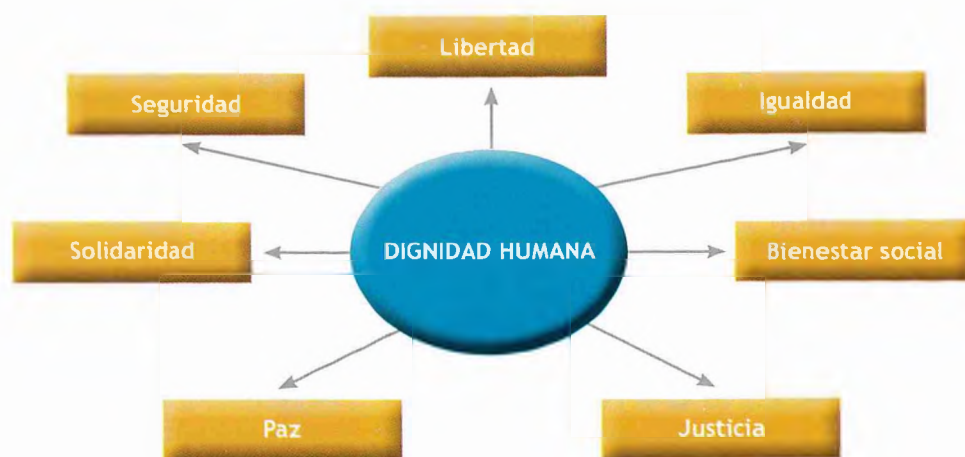 Libertad
Seguridad
Igualdad
Solidaridad
DIGNIDAD HUMANA
Bienestar social
Paz
Justicia